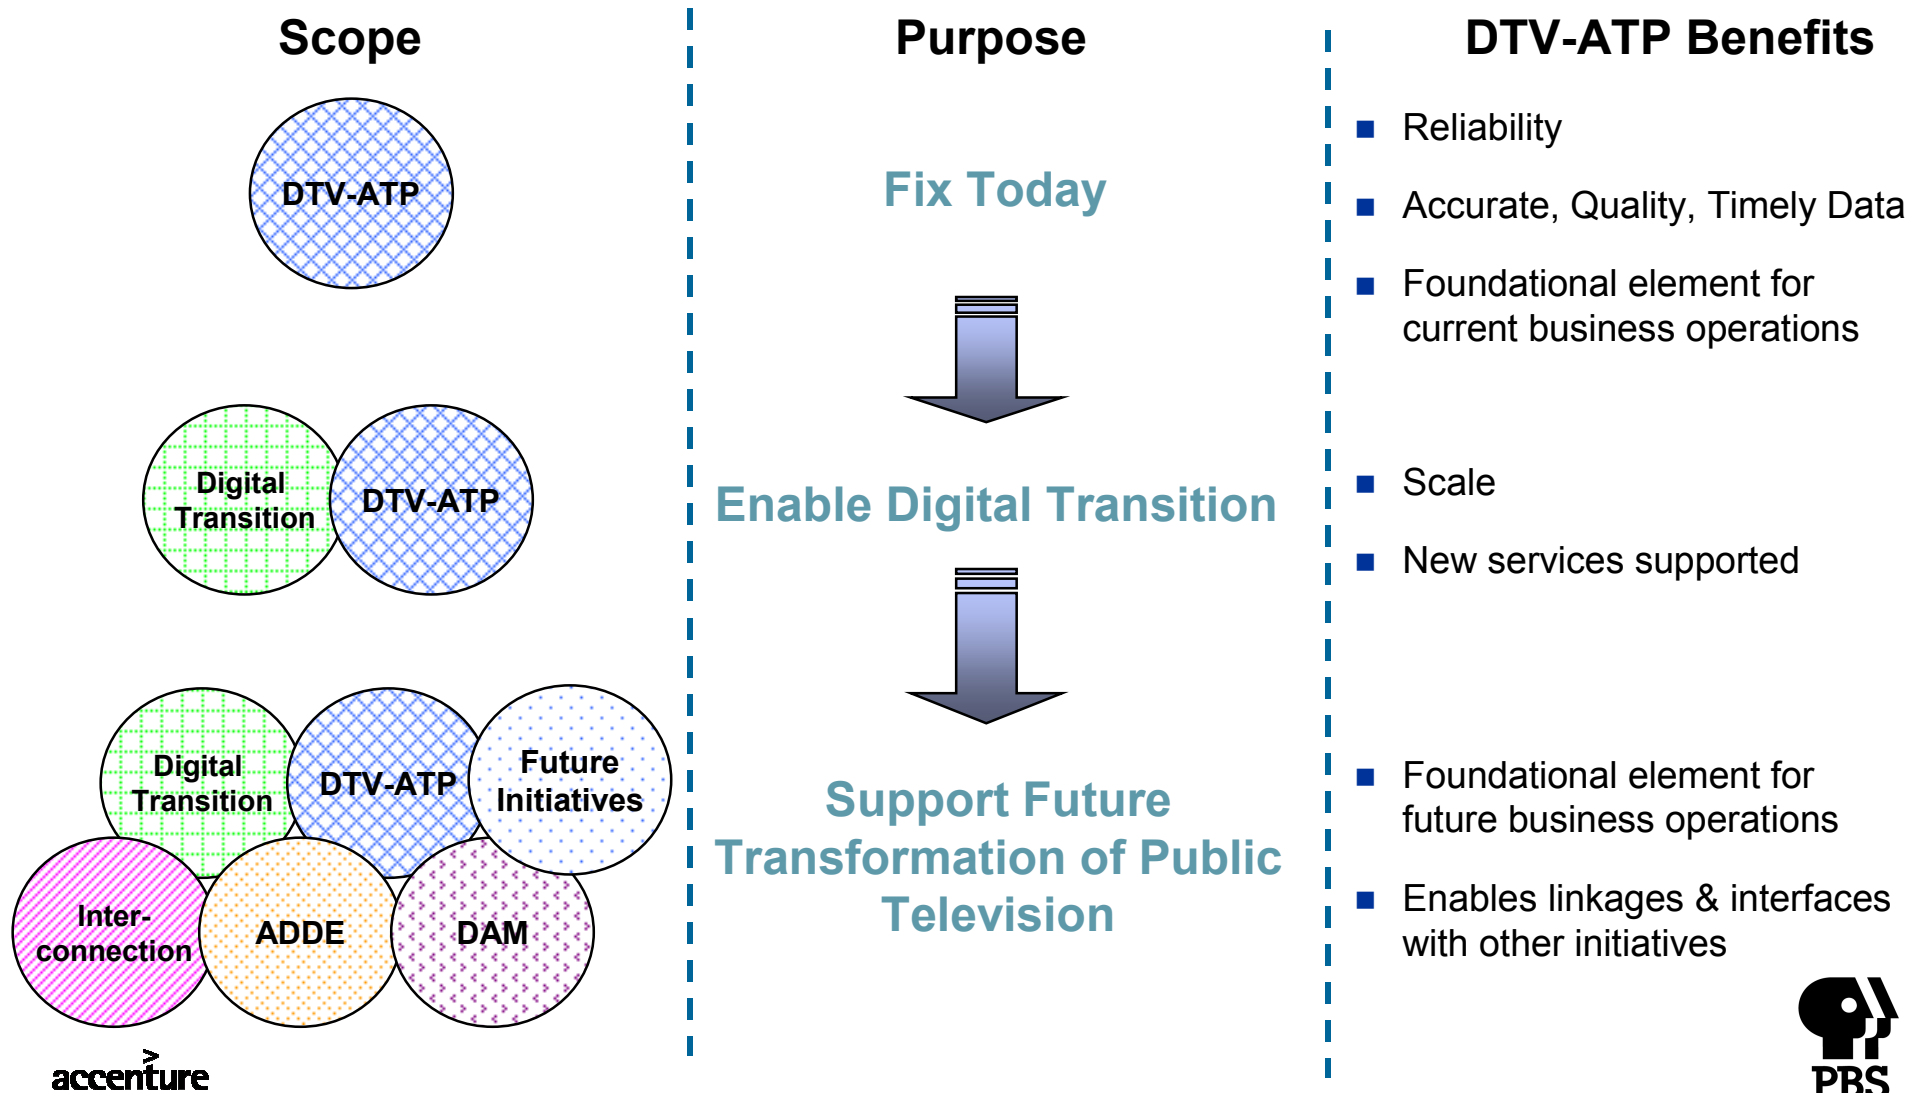 Scope
Purpose
DTV-ATP Benefits
DTV-ATP
Fix Today
Reliability
Accurate, Quality, Timely Data
Foundational element for
current business operations
Digital
Transition
DTV-ATP
Enable Digital Transition
Scale
New services supported
Digital
Transition
DTV-ATP
Future
Initiatives
Inter-
connection
ADDE
DAM
Support Future
Transformation of Public
Television
Foundational element for
future business operations
Enables linkages & interfaces
with other initiatives
accenture
PBS